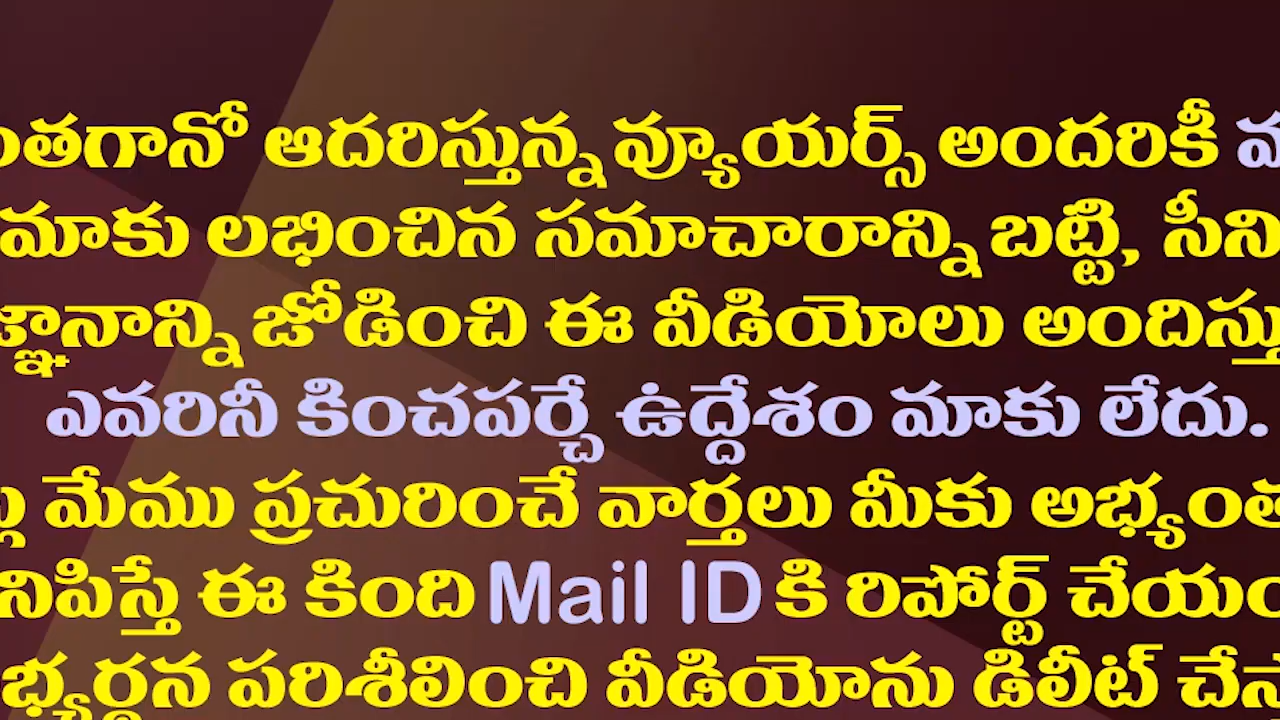 ంతగానో ఆదరిస్తున్న వ్యూయర్స్ అందరికీ
మాకు లభించిన సమాచారాన్ని బట్టి, సీని
జ్ఞానాన్ని జోడించి ఈ వీడియోలు అందిస్తు
ఎవరినీ కించపర్చే ఉద్దేశం మాకు లేదు.
మేము ప్రచురించే వార్తలు మీకు అభ్యంత
నిపిస్తే ఈ కింది Mail ID కి రిపోర్ట్ చేయం
భ్యర్థన పరిశీలించి వీడియోను డిలీట్ చేస